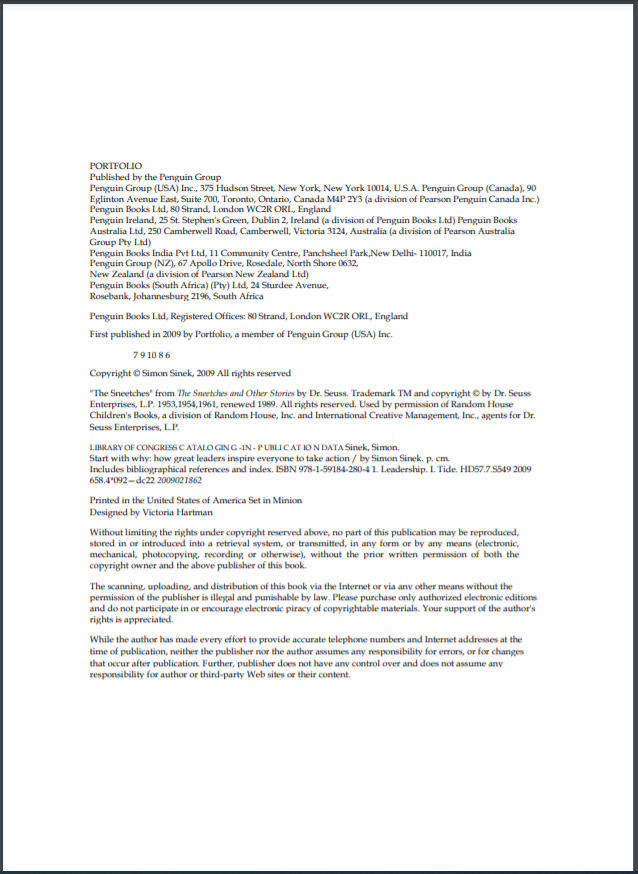 PORTFOLIO
Published by the Penguin Group
Penguin Group (USA) Inc., 375 Hudson Street, New York, New York 10014, U.S.A. Penguin Group (Canada), 90
Eglinton Avenue East, Suite 700, Toronto, Ontario, Canada M4P 2Y3 (a division of Pearson Penguin Canada Inc.)
Penguin Books Ltd, 80 Strand, London WC2R ORL, England
Penguin Ireland, 25 St. Stephen's Green, Dublin 2, Ireland (a division of Penguin Books Ltd) Penguin Books
Australia Ltd, 250 Camberwell Road, Camberwell, Victoria 3124, Australia (a division of Pearson Australia
Group Pty Ltd)
Penguin Books India Pvt Ltd, 11 Community Centre, Panchsheel Park,New Delhi- 110017, India
Penguin Group (NZ), 67 Apollo Drive, Rosedale, North Shore 0632,
New Zealand (a division of Pearson New Zealand Ltd)
Penguin Books (South Africa) (Pty) Ltd, 24 Sturdee Avenue,
Rosebank, Johannesburg 2196, South Africa
Penguin Books Ltd, Registered Offices: 80 Strand, London WC2R ORL, England
First published in 2009 by Portfolio, a member of Penguin Group (USA) Inc.
7 9 10 8 6
Copyright © Simon Sinek, 2009 All rights reserved
"The Sneetches" from The Sneetches and Other Stories by Dr. Seuss. Trademark TM and copyright © by Dr. Seuss
Enterprises, L.P. 1953,1954,1961, renewed 1989. All rights reserved. Used by permission of Random House
Children's Books, a division of Random House, Inc. and International Creative Management, Inc., agents for Dr.
Seuss Enterprises, L.P.
LIBRARY OF CONGRESS C ATALO GIN G -1N - P UBLI C AT IO N DATA Sinek, Simon.
Start with why: how great leaders inspire everyone to take action / by Simon Sinek. p. cm.
Includes bibliographical references and index. ISBN 978-1-59184-280-4 1. Leadership. I. Tide. HD57.7.S549 2009
658.4*092—dc22 2009021862
Printed in the United States of America Set in Minion
Designed by Victoria Hartman
Without limiting the rights under copyright reserved above, no part of this publication may be reproduced,
stored in or introduced into a retrieval system, or transmitted, in any form or by any means (electronic,
mechanical, photocopying, recording or otherwise), without the prior written permission of both the
copyright owner and the above publisher of this book.
The scanning, uploading, and distribution of this book via the Internet or via any other means without the
permission of the publisher is illegal and punishable by law. Please purchase only authorized electronic editions
and do not participate in or encourage electronic piracy of copyrightable materials. Your support of the author's
rights is appreciated.
While the author has made every effort to provide accurate telephone numbers and Internet addresses at the
time of publication, neither the publisher nor the author assumes any responsibility for errors, or for changes
that occur after publication. Further, publisher does not have any control over and does not assume any
responsibility for author or third-party Web sites or their content.